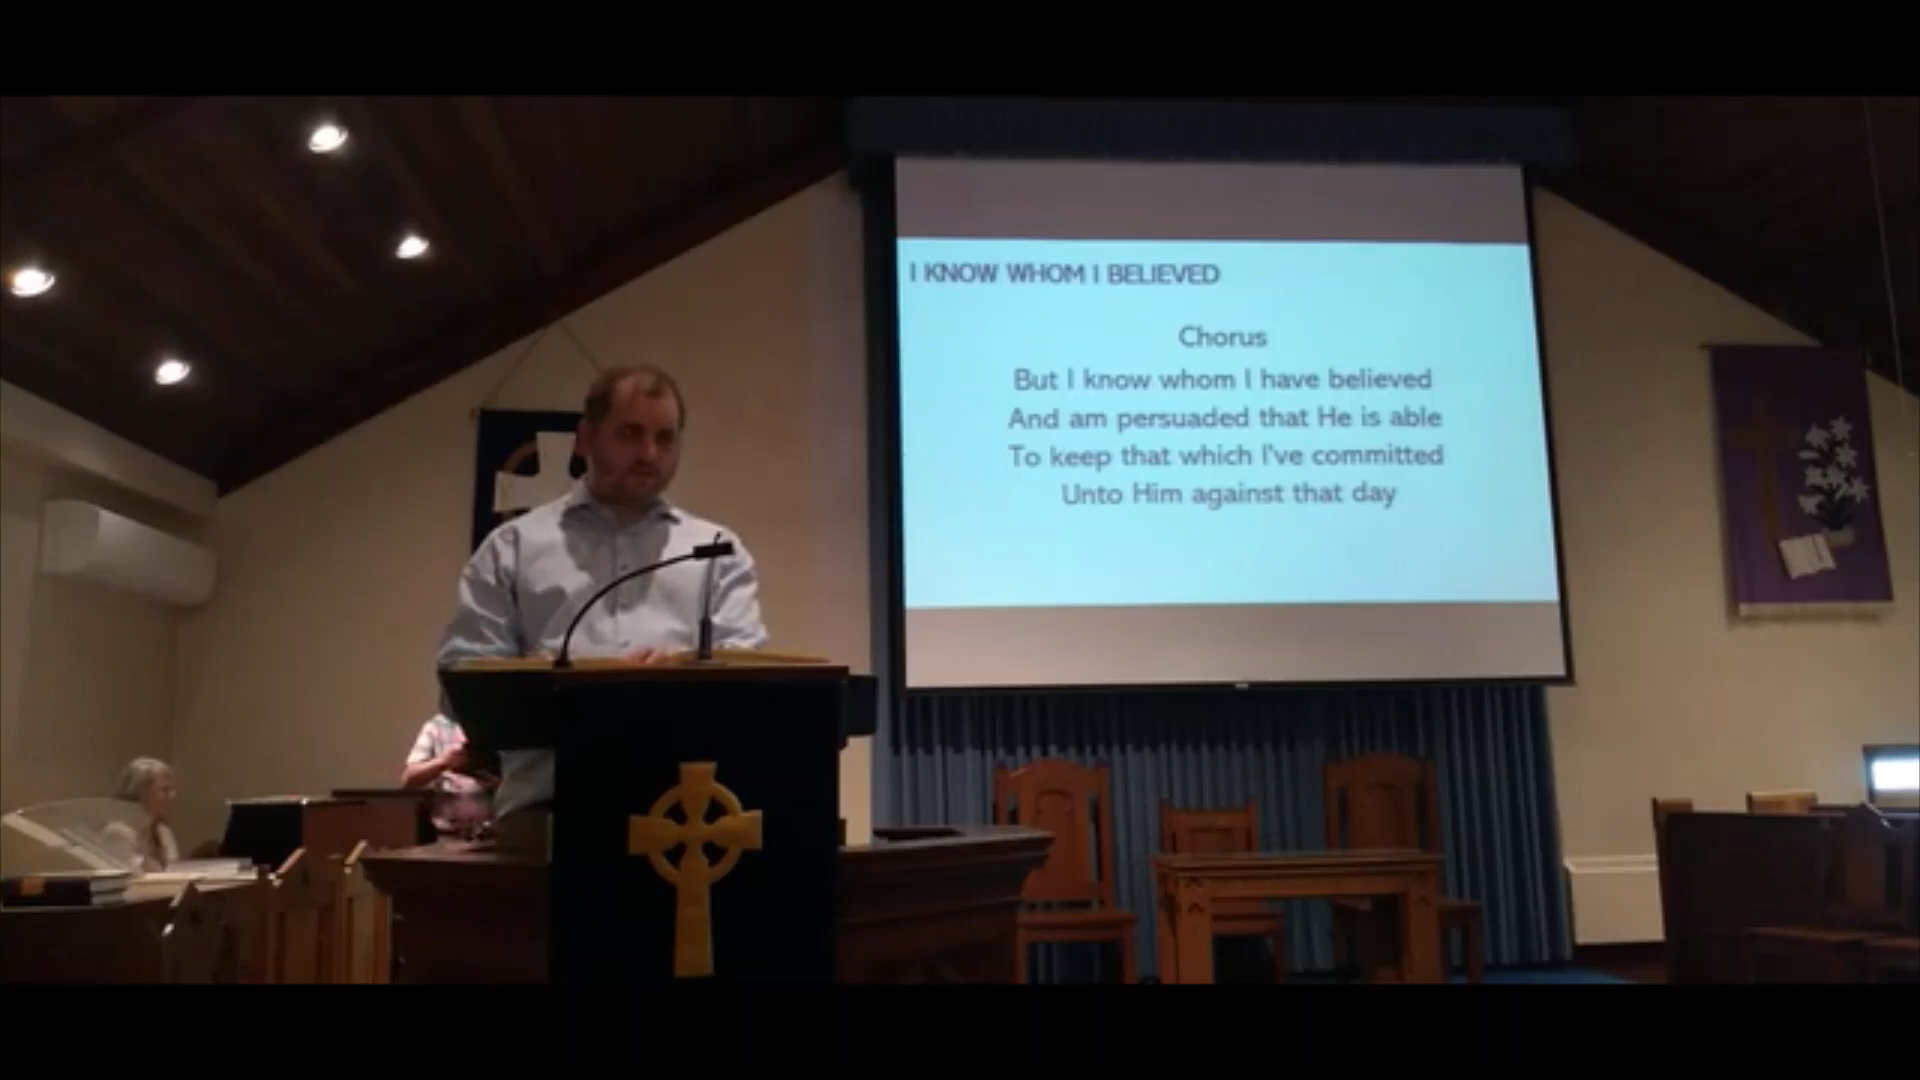 I KNOW WHOM I BELIEVED
Chorus
But I know whom I have believed
And am persuaded that He is able
To keep that which I've committed
Unto Him against that day